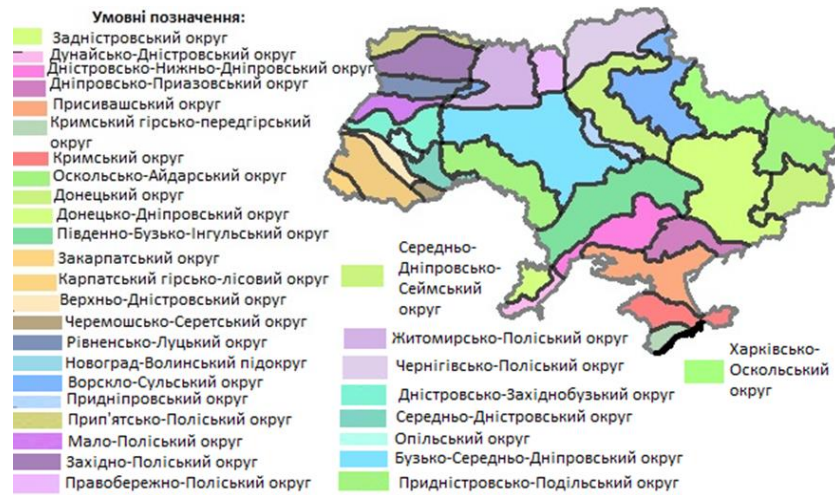 Умовні позначення:
Задністровський округ
Дунайсько-Дністровський округ
Дністровсько-Нижньо-Дніпровський округ
Дніпровсько-Приазовський округ
Присивашський округ
Кримський гірсько-передгірський
округ
Кримський округ
Оскольсько-Айдарський округ
Донецький округ
Донецько-Дніпровський округ
Південно-Бузько-Інгульський округ
Закарпатський округ
Карпатський гірсько-лісовий округ
Верхньо-Дністровський округ
Черемошсько-Серетський округ
Рівненсько-Луцький округ
Новоград-Волинський підокруг
Ворскло-Сульський округ
Придніпровський округ
Прип'ятсько-Поліський округ
Мало-Поліський округ
Західно-Поліський округ
Правобережно-Поліський округ
Середньо-
Дніпровсько-
Сеймський
округ
Житомирсько-Поліський округ
Чернігівсько-Поліський округ
Дністровсько-Західнобузький округ
Середньо-Дністровський округ
Опільський округ
Бузько-Середньо-Дніпровський округ
Придністровсько-Подільський округ
Харківсько-
Оскольський
округ